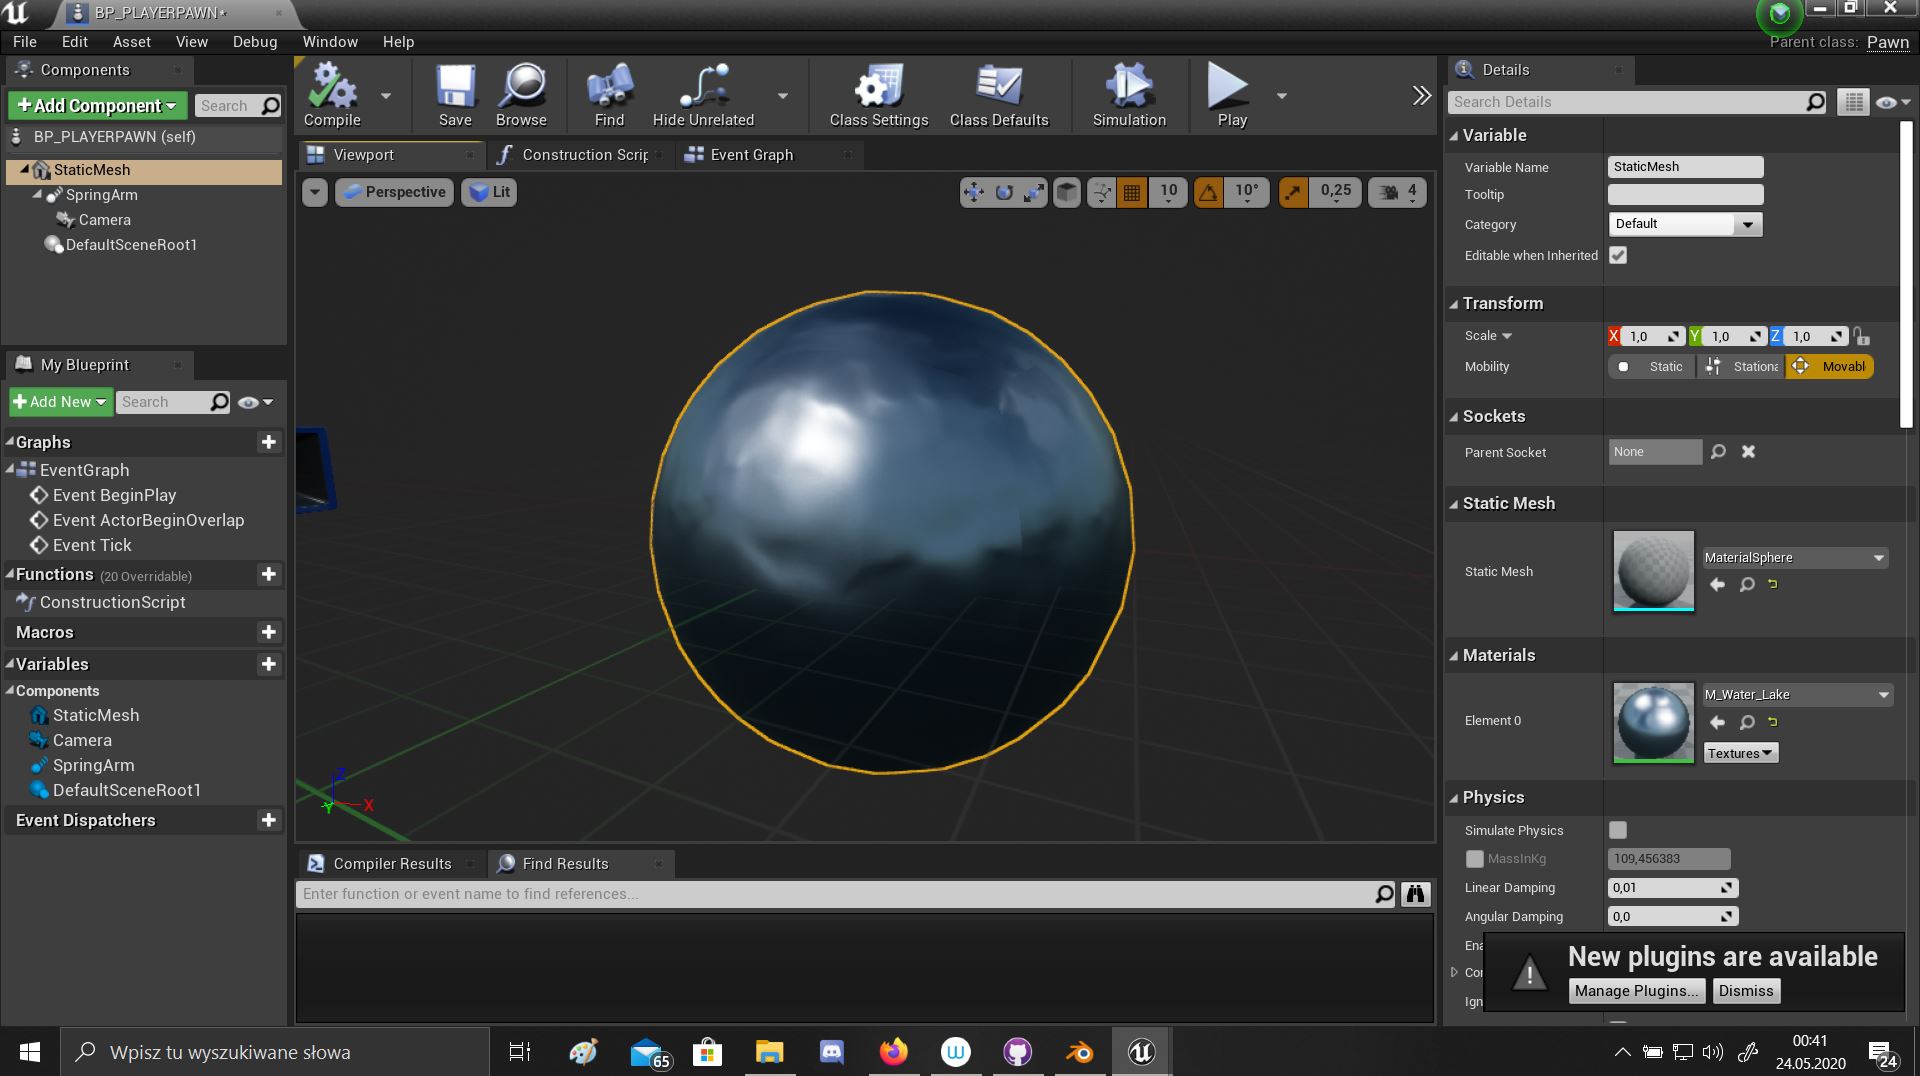 BP_PLAYERPAWN*
File Edit Asset View Debug Window Help
Parent class: Pawn
Components
Add Component
Search
BP_PLAYERPAWN (self)
StaticMesh
SpringArm
Camera
DefaultSceneRoot1
My Blueprint
Add New
Search
Graphs
EventGraph
Event BeginPlay
Event ActorBeginOverlap
Event Tick
Functions (20 Overridable)
ConstructionScript
Macros
Variables
Components
StaticMesh
Camera
SpringArm
DefaultSceneRoot1
Event Dispatchers
Compile Save Browse Find Hide Unrelated Class Settings Class Defaults Simulation Play
Viewport Construction Scrip Event Graph
Perspective Lit 10 10° 0,25 4
Z
Y X
Compiler Results Find Results
Enter function or event name to find references...
Details
Search Details
Variable
Variable Name StaticMesh
Tooltip
Category Default
Editable when Inherited
Transform
Scale X 1,0 Y 1,0 Z 1,0
Mobility Static Stationa Movabl
Sockets
Parent Socket None
Static Mesh
Static Mesh MaterialSphere
Materials
Element 0 M_Water_Lake
Textures
Physics
Simulate Physics
MassInKg 109,456383
Linear Damping 0,01
Angular Damping 0,0
Ena
Con
Ign
New plugins are available
Manage Plugins... Dismiss
Wpisz tu wyszukiwane słowa
65
00:41
24.05.2020
24